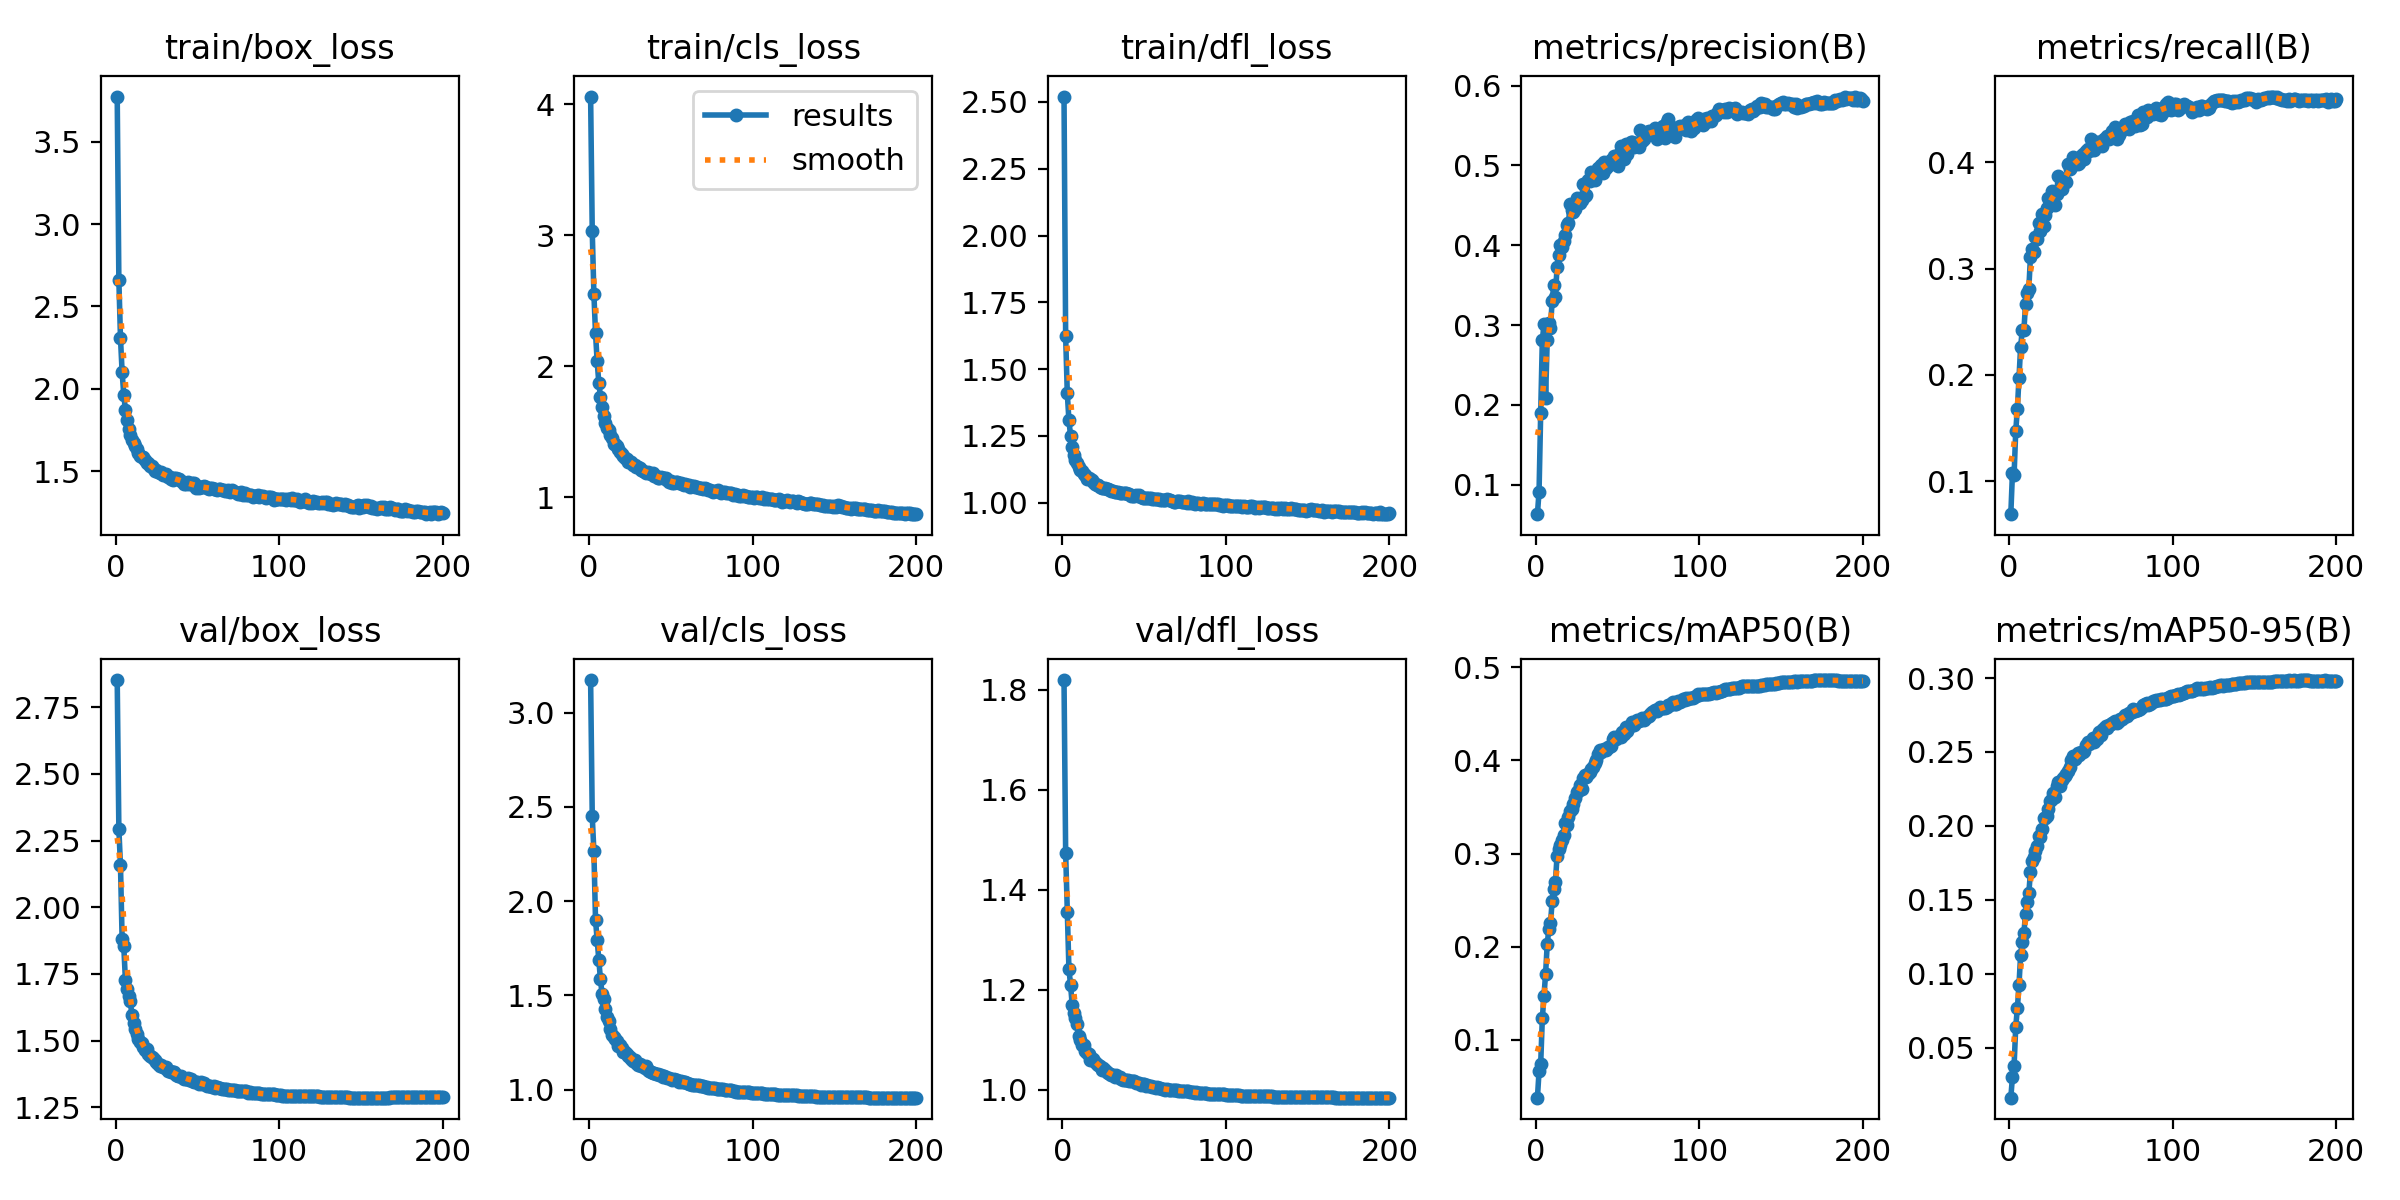 train/box_loss
3.5
3.0
2.5
2.0
1.5
0 100 200
train/cls_loss
results
smooth
4
3
2
1
0 100 200
train/dfl_loss
2.50
2.25
2.00
1.75
1.50
1.25
1.00
0 100 200
metrics/precision(B)
0.6
0.5
0.4
0.3
0.2
0.1
0 100 200
metrics/recall(B)
0.4
0.3
0.2
0.1
0 100 200
val/box_loss
2.75
2.50
2.25
2.00
1.75
1.50
1.25
0 100 200
val/cls_loss
3.0
2.5
2.0
1.5
1.0
0 100 200
val/dfl_loss
1.8
1.6
1.4
1.2
1.0
0 100 200
metrics/mAP50(B)
0.5
0.4
0.3
0.2
0.1
0 100 200
metrics/mAP50-95(B)
0.30
0.25
0.20
0.15
0.10
0.05
0 100 200